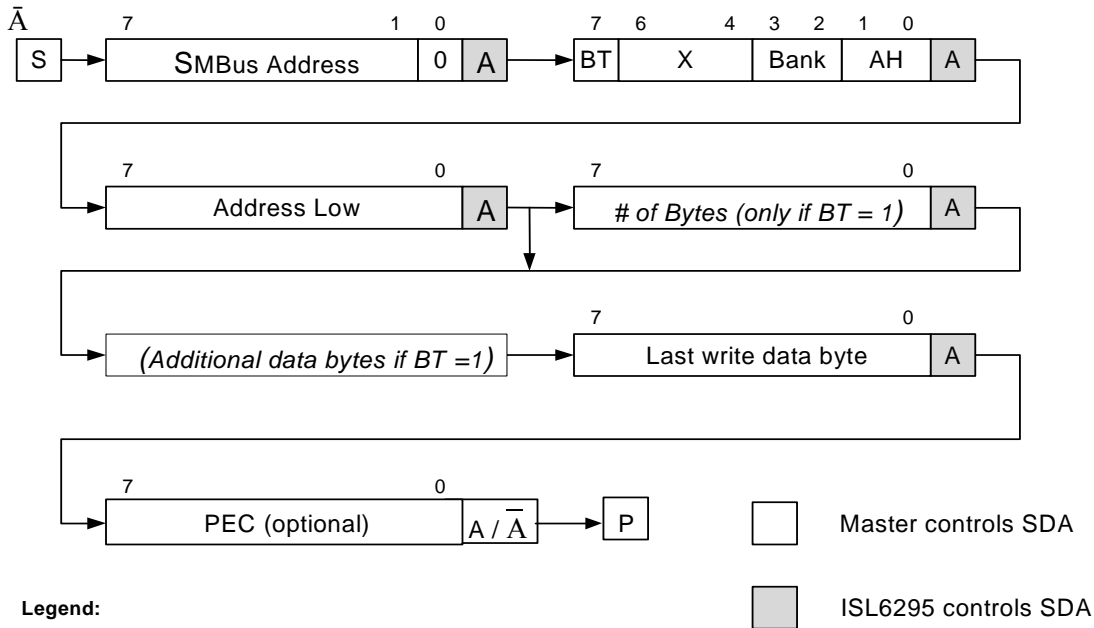 Ā
7 1 0 7 6 4 3 2 1 0
S SMBus Address 0 A BT X Bank AH A
7 0 7 0
Address Low A # of Bytes (only if BT = 1) A
7 0
(Additional data bytes if BT =1) Last write data byte A
7 0
PEC (optional) A / Ā P Master controls SDA
Legend: ISL6295 controls SDA